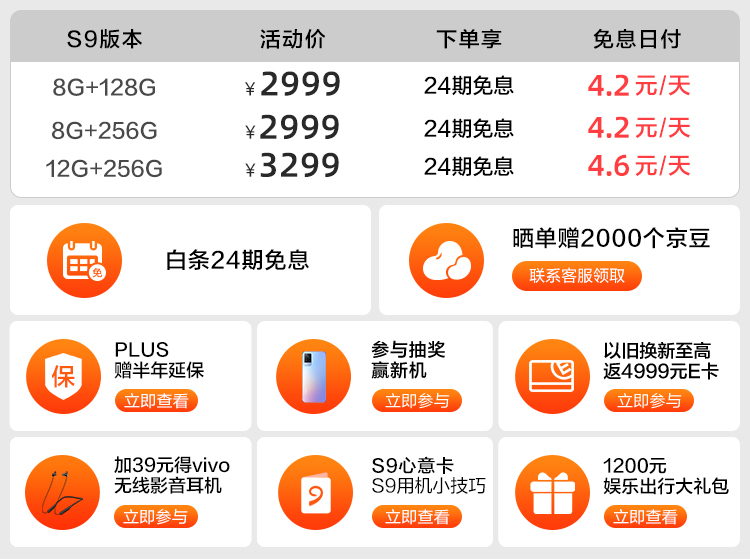 S9版本 活动价 下单享 免息日付
8G+128G ¥2999 24期免息 4.2元/天
8G+256G ¥2999 24期免息 4.2元/天
12G+256G ¥3299 24期免息 4.6元/天
免
白条24期免息
晒单赠2000个京豆
联系客服领取
保
PLUS
赠半年延保
立即查看
参与抽奖
赢新机
立即参与
以旧换新至高
返4999元E卡
立即参与
加39元得vivo
无线影音耳机
立即参与
9
S9心意卡
S9用机小技巧
立即查看
1200元
娱乐出行大礼包
立即查看